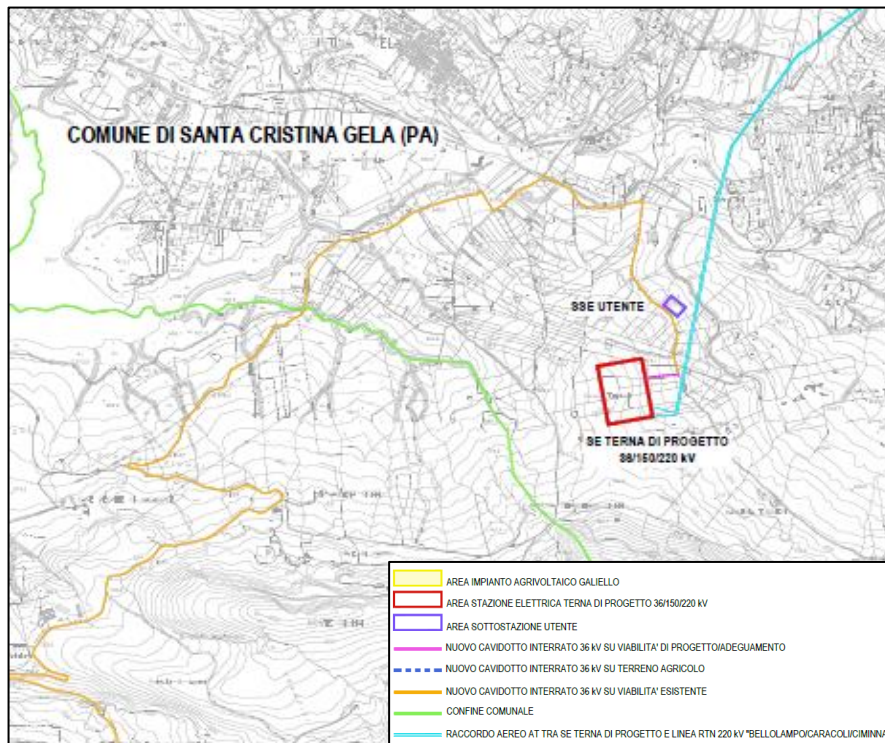 COMUNE DI SANTA CRISTINA GELA (PA)
SSE UTENTE
SE TERNA DI PROGETTO
36/150/220 kV
AREA IMPIANTO AGRIVOLTAICO GALIELLO
AREA STAZIONE ELETTRICA TERNA DI PROGETTO 36/150/220 kV
AREA SOTTOSTAZIONE UTENTE
NUOVO CAVIDOTTO INTERRATO 36 kV SU VIABILITA' DI PROGETTO/ADEGUAMENTO
NUOVO CAVIDOTTO INTERRATO 36 kV SU TERRENO AGRICOLO
NUOVO CAVIDOTTO INTERRATO 36 kV SU VIABILITA' ESISTENTE
CONFINE COMUNALE
RACCORDO AEREO AT TRA SE TERNA DI PROGETTO E LINEA RTN 220 kV "BELLOLAMPO/CARACOLI/CIMINNA